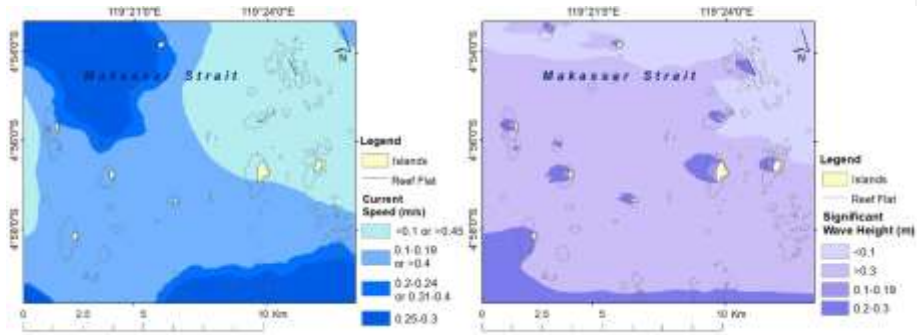 119°21'0"E 119°24'0"E
4°54'0"S
4°56'0"S
4°58'0"S
N
Makassar Strait
Legend
Islands
Reef Flat
Current
Speed (m/s)
<0.1 or >0.45
0.1-0.19
or >0.4
0.2-0.24
or 0.31-0.4
0.25-0.3
0 2.5 5 10 Km
119°21'0"E 119°24'0"E
4°54'0"S
4°56'0"S
4°58'0"S
N
Makassar Strait
Legend
Islands
Reef Flat
Significant
Wave Height (m)
<0.1
>0.3
0.1-0.19
0.2-0.3
0 2.5 5 10 Km